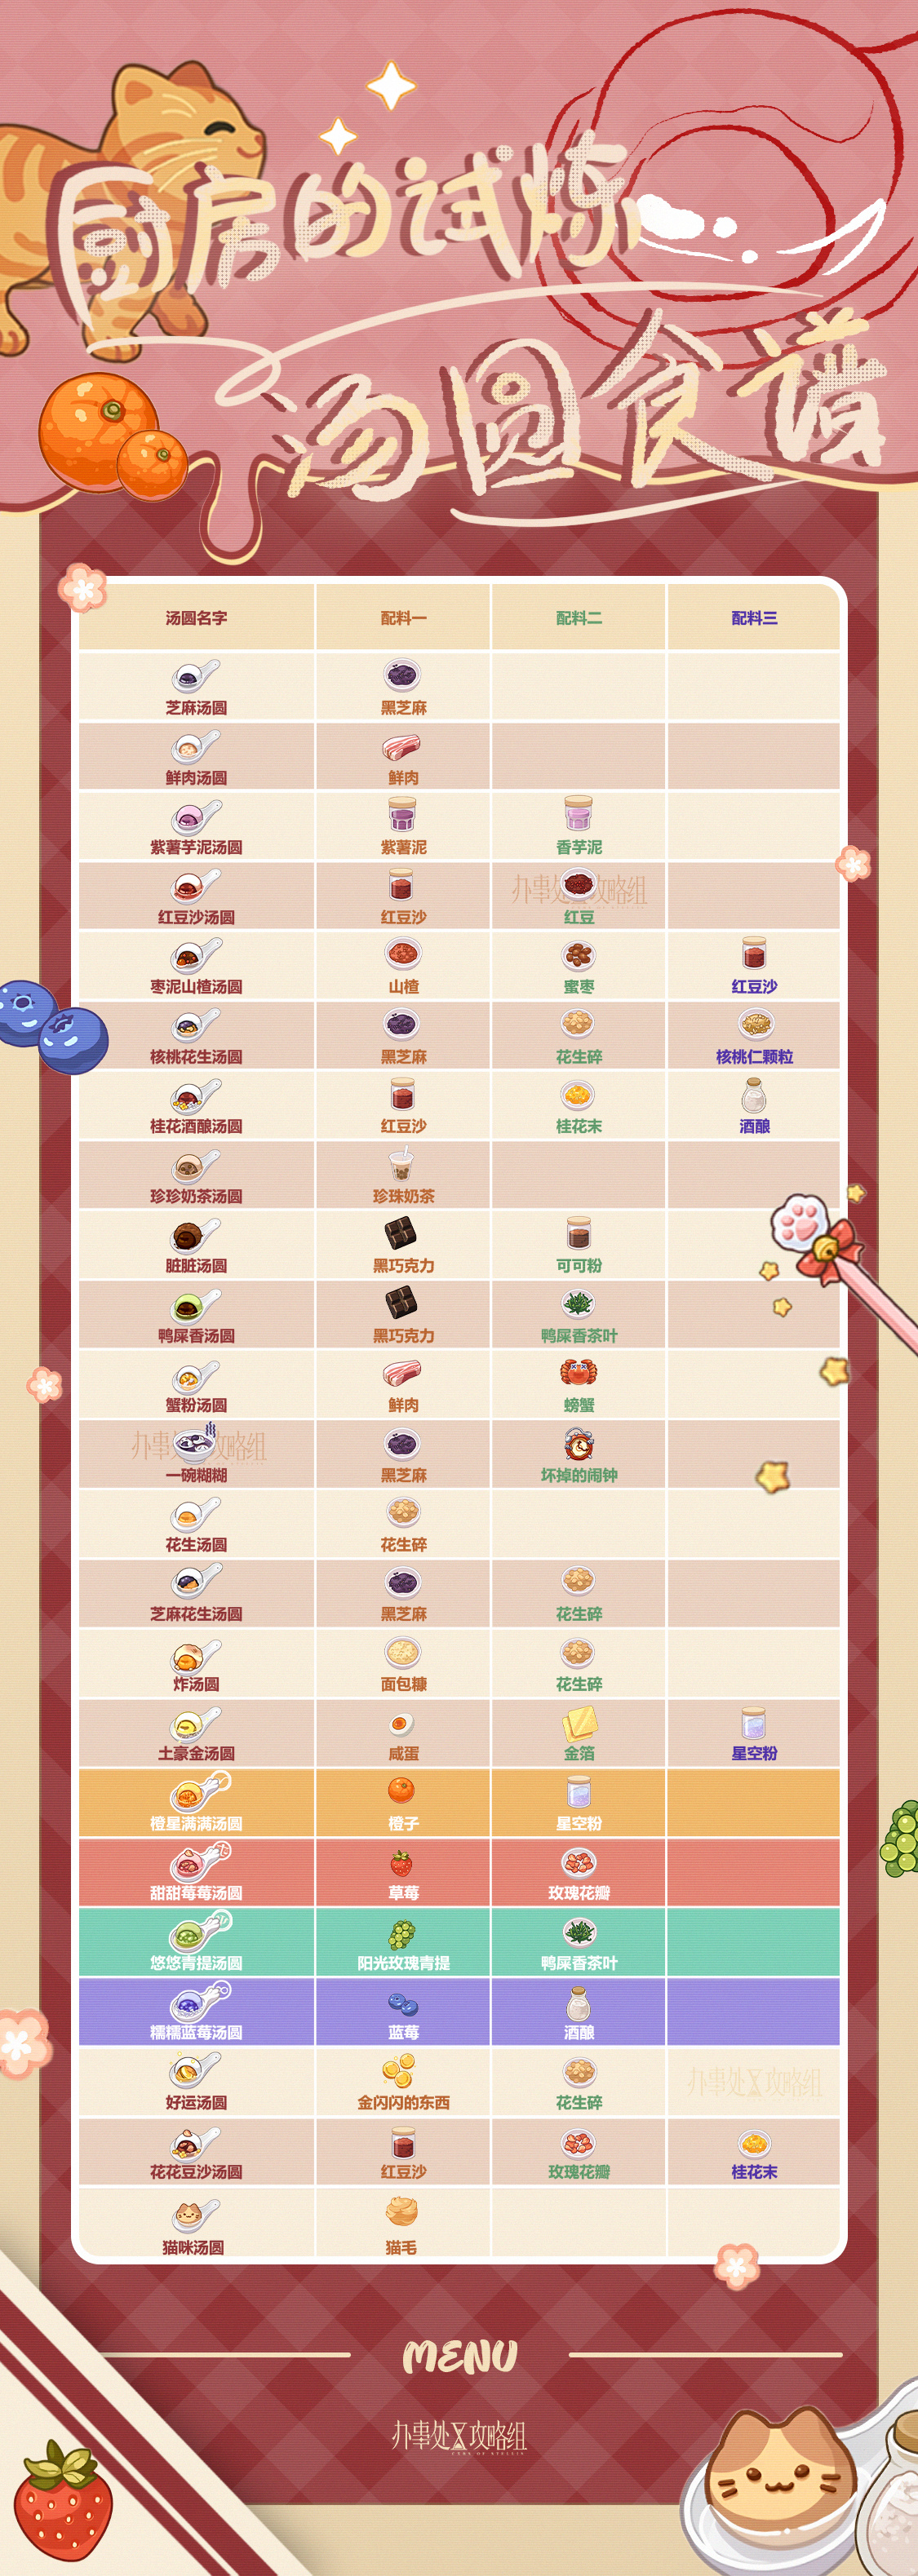 厨房的试炼
汤圆食谱
汤圆名字 配料一 配料二 配料三
芝麻汤圆 黑芝麻
鲜肉汤圆 鲜肉
紫薯芋泥汤圆 紫薯泥 香芋泥
办事处攻略组
红豆沙汤圆 红豆沙 红豆
枣泥山楂汤圆 山楂 蜜枣 红豆沙
核桃花生汤圆 黑芝麻 花生碎 核桃仁颗粒
桂花酒酿汤圆 红豆沙 桂花末 酒酿
珍珍奶茶汤圆 珍珠奶茶
脏脏汤圆 黑巧克力 可可粉
鸭屎香汤圆 黑巧克力 鸭屎香茶叶
蟹粉汤圆 鲜肉 螃蟹
办事处攻略组
一碗糊糊 黑芝麻 坏掉的闹钟
花生汤圆 花生碎
芝麻花生汤圆 黑芝麻 花生碎
炸汤圆 面包糠 花生碎
土豪金汤圆 咸蛋 金箔 星空粉
橙星满满汤圆 橙子 星空粉
甜甜莓莓汤圆 草莓 玫瑰花瓣
悠悠青提汤圆 阳光玫瑰青提 鸭屎香茶叶
糯糯蓝莓汤圆 蓝莓 酒酿
办事处攻略组
好运汤圆 金闪闪的东西 花生碎
花花豆沙汤圆 红豆沙 玫瑰花瓣 桂花末
猫咪汤圆 猫毛
MENU
办事处攻略组